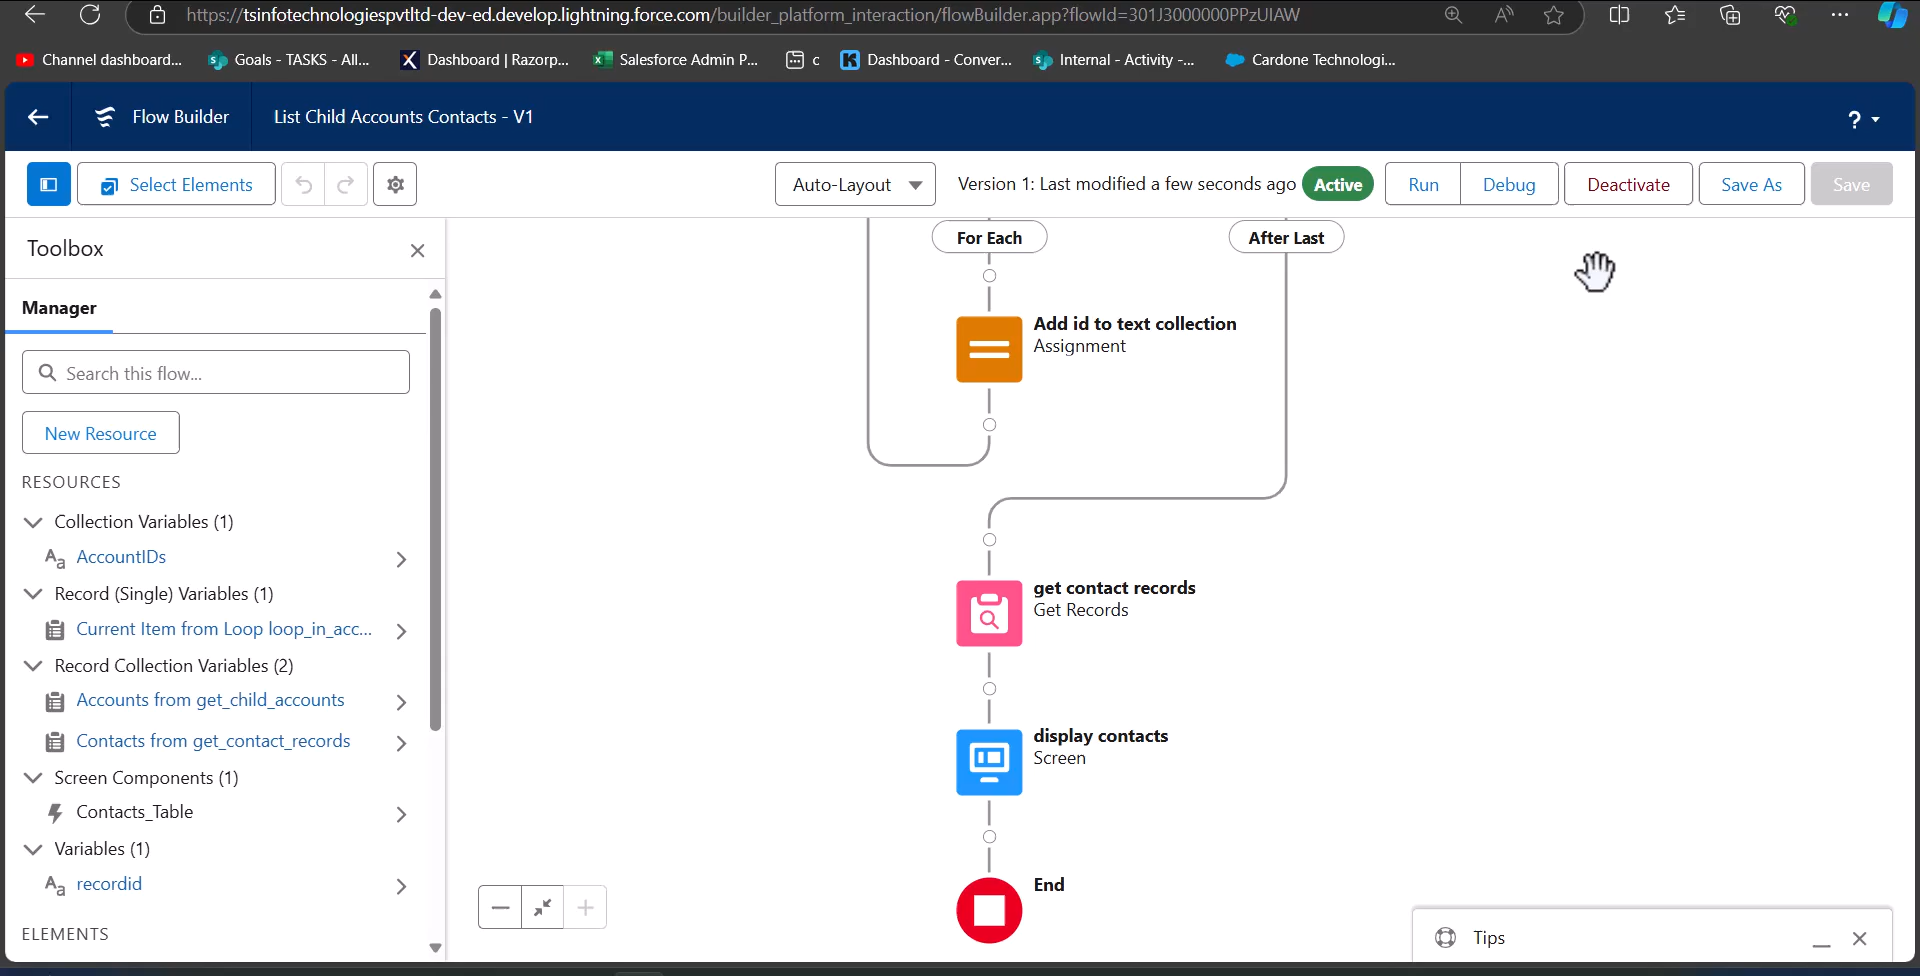 https://tsinfotechnologiespvtltd-dev-ed.develop.lightning.force.com/builder_platform_interaction/flowBuilder.app?flowId=301J3000000PPzUIAW
Channel dashboard...
Goals - TASKS - All...
Dashboard | Razorp...
Salesforce Admin P...
c
Dashboard - Conver...
Internal - Activity -...
Cardone Technologi...
Flow Builder
List Child Accounts Contacts - V1
?
Select Elements
Auto-Layout
Version 1: Last modified a few seconds ago
Active
Run
Debug
Deactivate
Save As
Save
Toolbox
Manager
Search this flow...
New Resource
RESOURCES
Collection Variables (1)
AccountIDs
Record (Single) Variables (1)
Current Item from Loop loop_in_acc...
Record Collection Variables (2)
Accounts from get_child_accounts
Contacts from get_contact_records
Screen Components (1)
Contacts_Table
Variables (1)
recordid
ELEMENTS
For Each
After Last
Add id to text collection
Assignment
get contact records
Get Records
display contacts
Screen
End
Tips